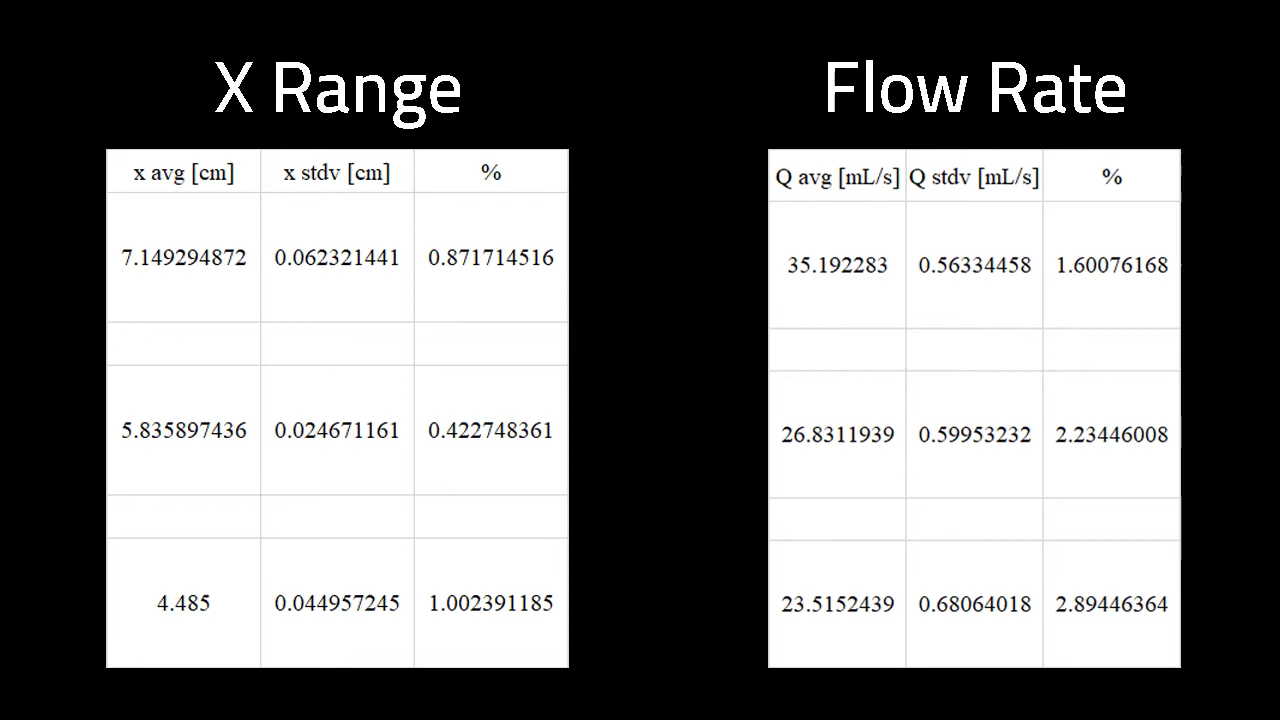 X Range
x avg [cm] x stdv [cm] %
7.149294872 0.062321441 0.871714516
5.835897436 0.024671161 0.422748361
4.485 0.044957245 1.002391185
Flow Rate
Q avg [mL/s] Q stdv [mL/s] %
35.192283 0.56334458 1.60076168
26.8311939 0.59953232 2.23446008
23.5152439 0.68064018 2.89446364